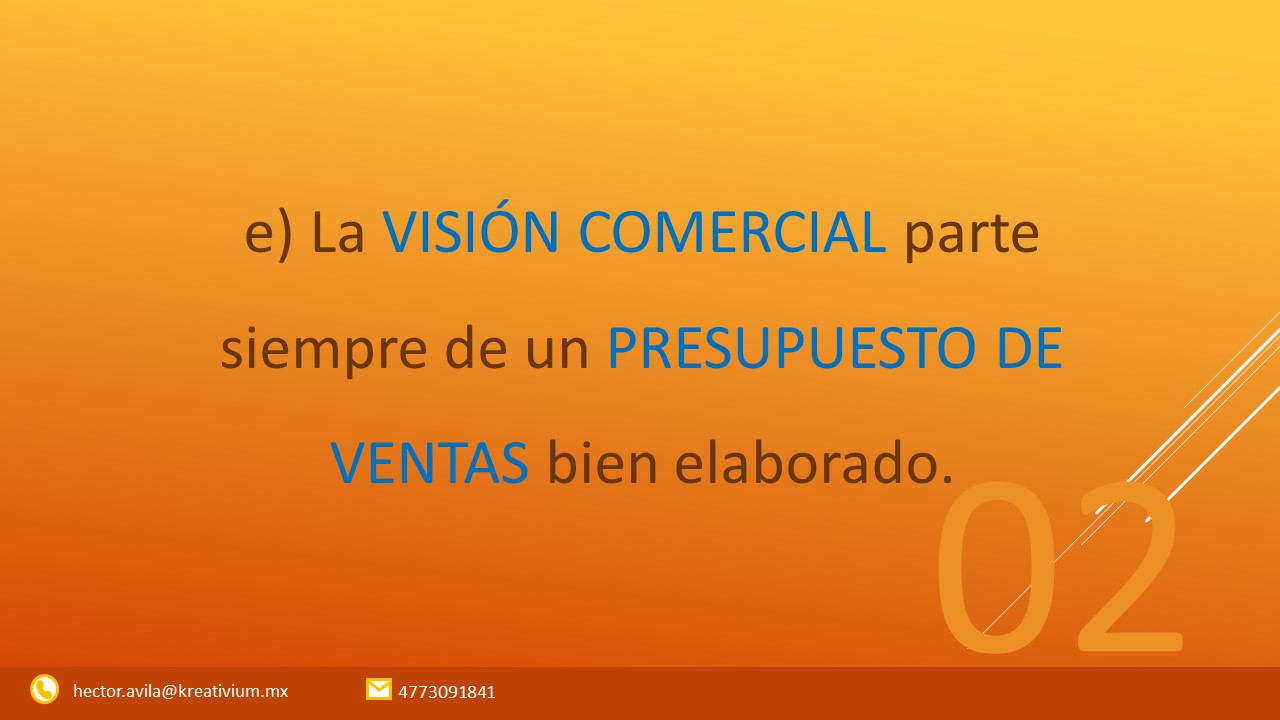 e) La VISIÓN COMERCIAL parte
siempre de un PRESUPUESTO DE
VENTAS bien elaborado.
02
hector.avila@kreativium.mx
4773091841